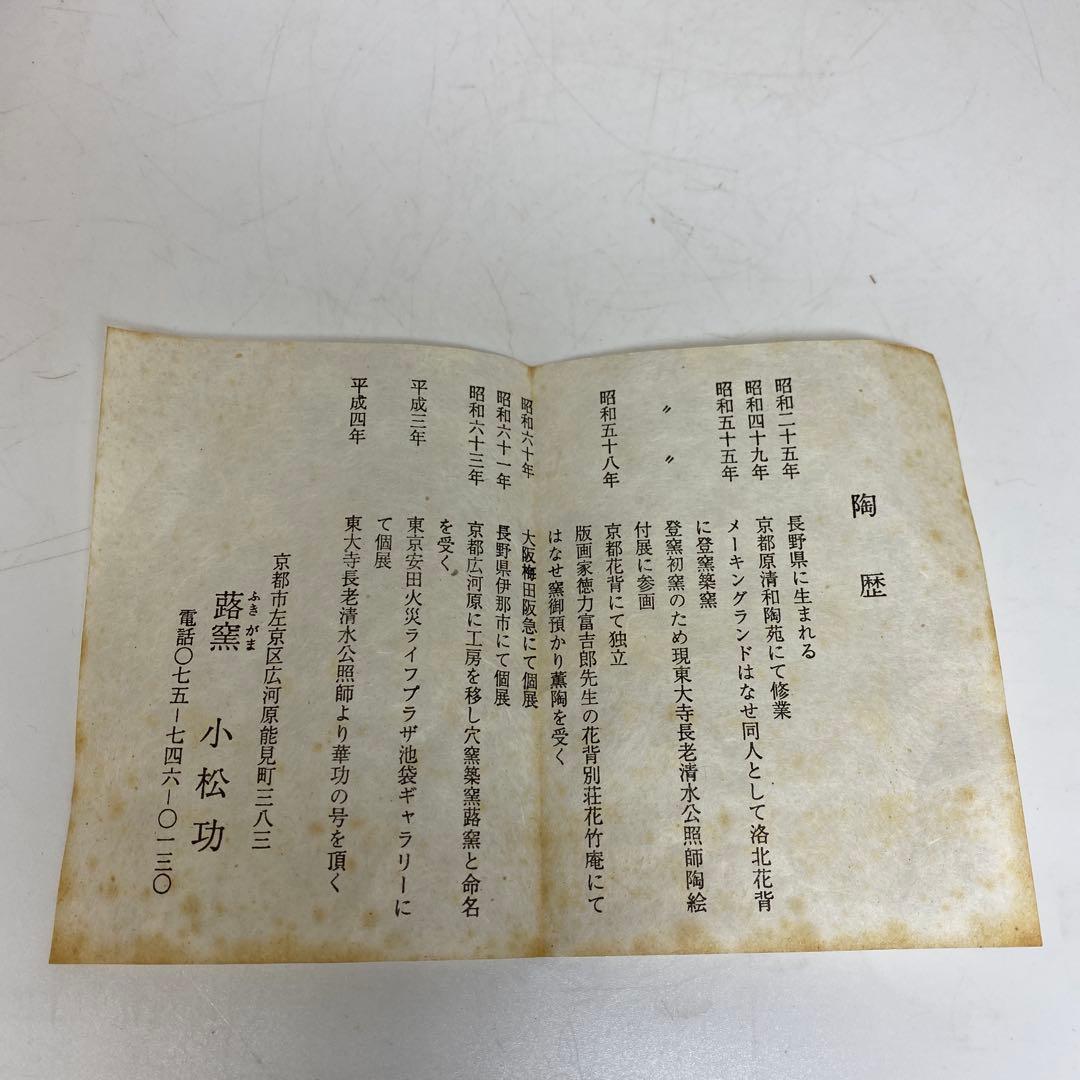 陶歴
昭和二十五年 長野県に生まれる
昭和四十九年 京都原清和陶苑にて修業
昭和五十五年 メーキングランドはなせ同人として洛北花背
に登窯築窯
〃 〃 登窯初窯のため現東大寺長老清水公照師陶絵
付展に参画
昭和五十八年 京都花背にて独立
版画家徳力富吉郎先生の花背別荘花竹庵にて
はなせ窯御預かり薫陶を受く
昭和六十年 大阪梅田阪急にて個展
昭和六十一年 長野県伊那市にて個展
昭和六十三年 京都広河原に工房を移し穴窯築窯蕗窯と命名
を受く
平成三年 東京安田火災ライフプラザ池袋ギャラリーに
て個展
平成四年 東大寺長老清水公照師より華功の号を頂く
京都市左京区広河原能見町三八三
蕗窯 小松功
ふきがま
電話〇七五ー七四六ー〇一三〇